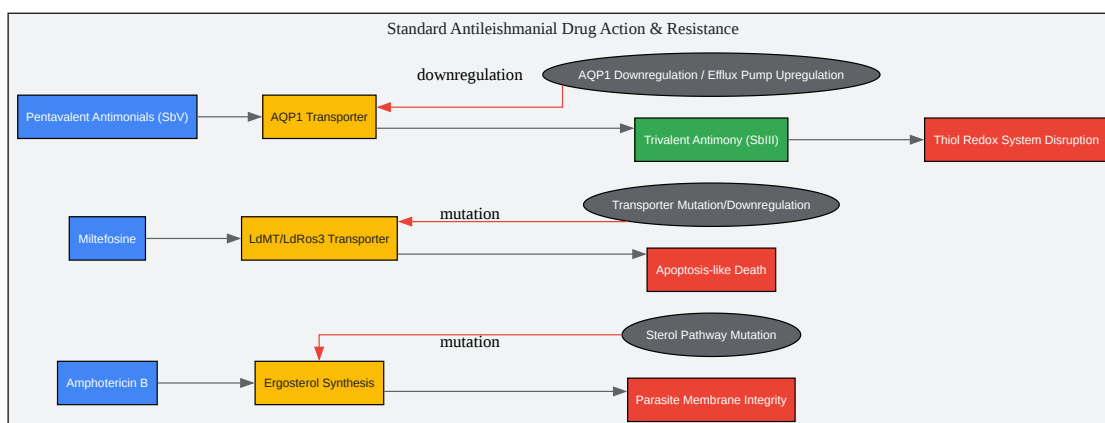 Standard Antileishmanial Drug Action & Resistance
downregulation
AQP1 Downregulation / Efflux Pump Upregulation
Pentavalent Antimonials (SbV)
AQP1 Transporter
Trivalent Antimony (SbIII)
Thiol Redox System Disruption
mutation
Transporter Mutation/Downregulation
Miltefosine
LdMT/LdRos3 Transporter
Apoptosis-like Death
mutation
Sterol Pathway Mutation
Amphotericin B
Ergosterol Synthesis
Parasite Membrane Integrity